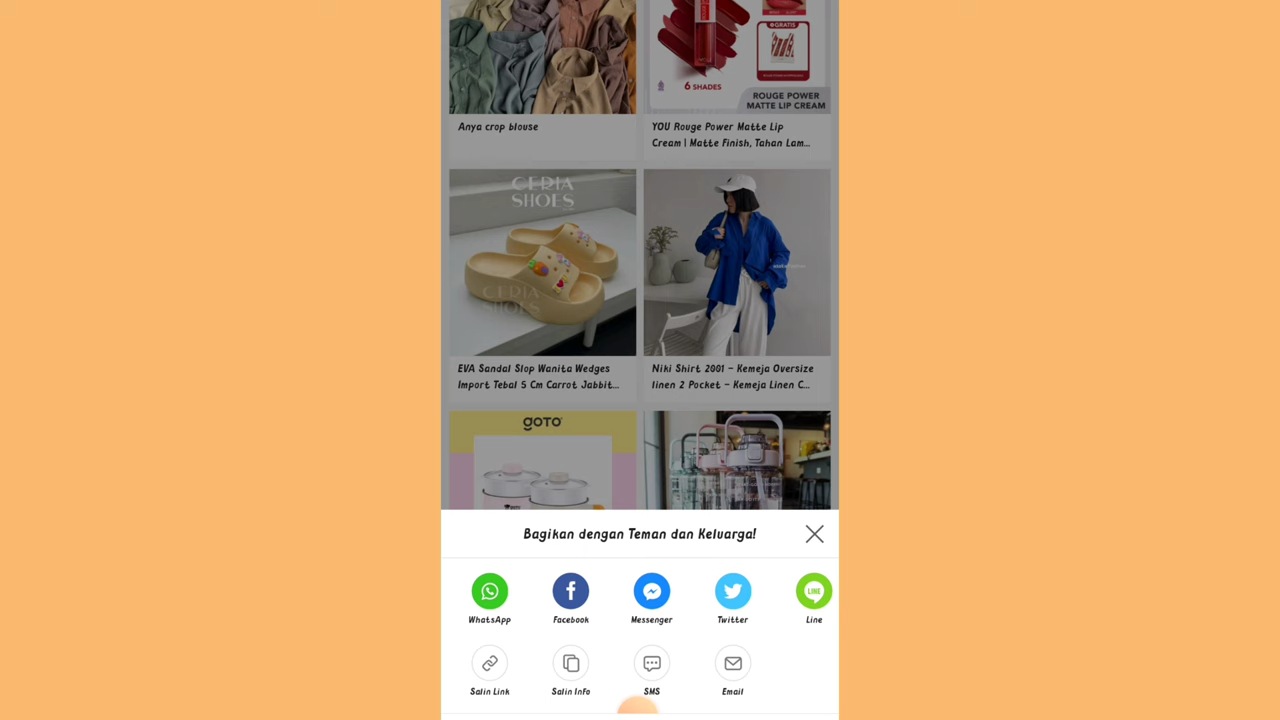 GRATIS
6 SHADES
ROUGE POWER
MATTE LIP CREAM
Anya crop blouse
YOU Rouge Power Matte Lip
Cream | Matte Finish, Tahan Lam...
CERIA
SHOES
CERIA
SHOES
EVA Sandal Slop Wanita Wedges
Import Tebal 5 Cm Carrot Jabbit...
Niki Shirt 2001 - Kemeja Oversize
linen 2 Pocket - Kemeja Linen C...
GOTO
Bagikan dengan Teman dan Keluarga!
WhatsApp
Facebook
Messenger
Twitter
LINE
Line
Salin Link
Salin Info
SMS
Email